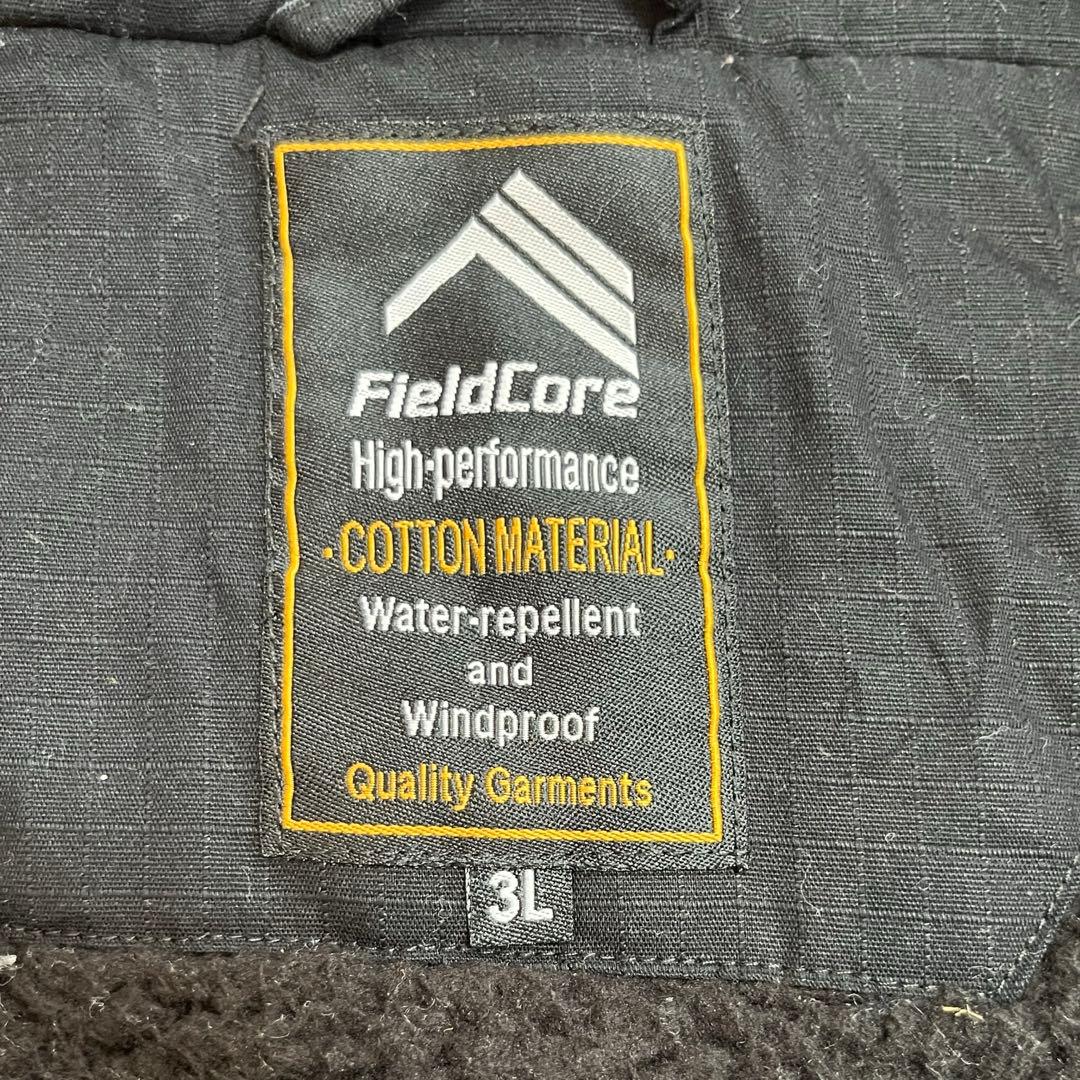 FieldCore
High-performance
·COTTON MATERIAL·
Water-repellent
and
Windproof
Quality Garments
3L